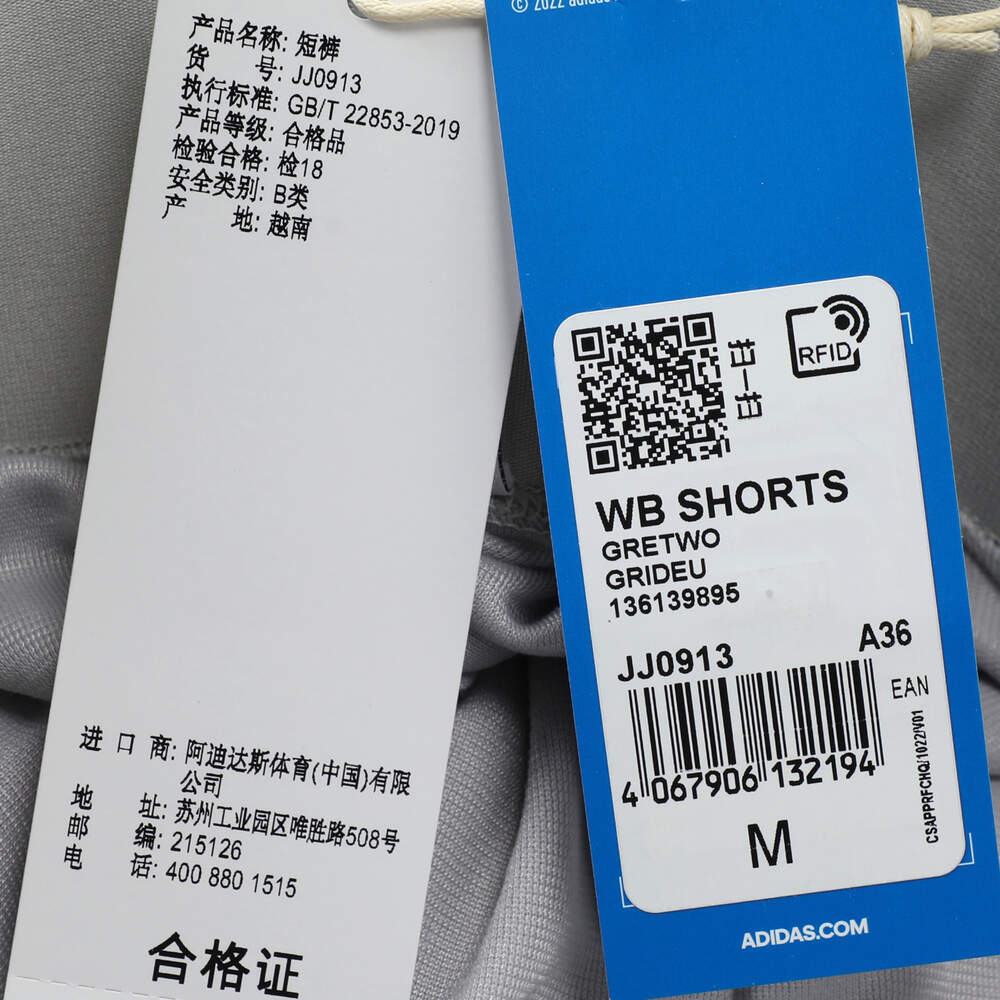 产品名称: 短裤
货 号: JJ0913
执行标准: GB/T 22853-2019
产品等级: 合格品
检验合格: 检18
安全类别: B类
产 地: 越南
进 口 商: 阿迪达斯体育(中国)有限
公司
地 址: 苏州工业园区唯胜路508号
邮 编: 215126
电 话: 400 880 1515
合格证
© 2022 adidas
扫一扫
RFID
WB SHORTS
GRETWO
GRIDEU
136139895
JJ0913
A36
EAN
4 067906 132194
CSAPPRFCHQ/1022/V01
M
ADIDAS.COM